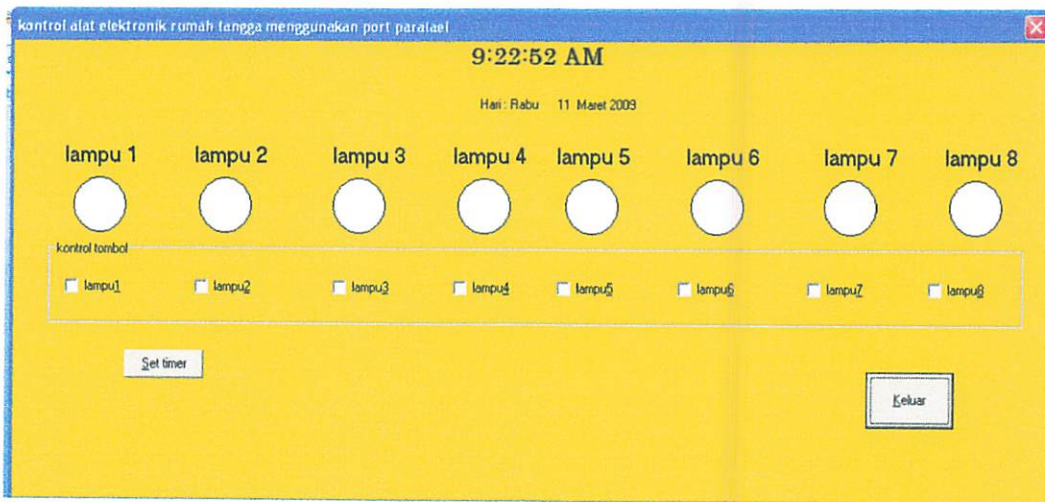 kontrol alat elektronik rumah tangga menggunakan port paralael
9:22:52 AM
Hari : Rabu 11 Maret 2009
lampu 1 lampu 2 lampu 3 lampu 4 lampu 5 lampu 6 lampu 7 lampu 8
kontrol tombol
lampu1 lampu2 lampu3 lampu4 lampu5 lampu6 lampu7 lampu8
Set timer
Keluar